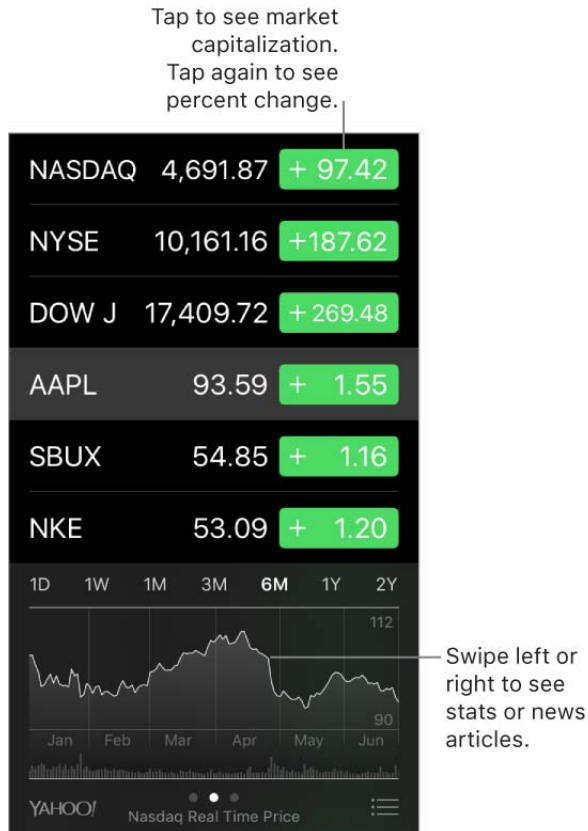 Tap to see market
capitalization.
Tap again to see
percent change.
NASDAQ 4,691.87 + 97.42
NYSE 10,161.16 +187.62
DOW J 17,409.72 + 269.48
AAPL 93.59 + 1.55
SBUX 54.85 + 1.16
NKE 53.09 + 1.20
1D 1W 1M 3M 6M 1Y 2Y
112
Swipe left or
right to see
stats or news
articles.
90
Jan Feb Mar Apr May Jun
YAHOO!
Nasdaq Real Time Price